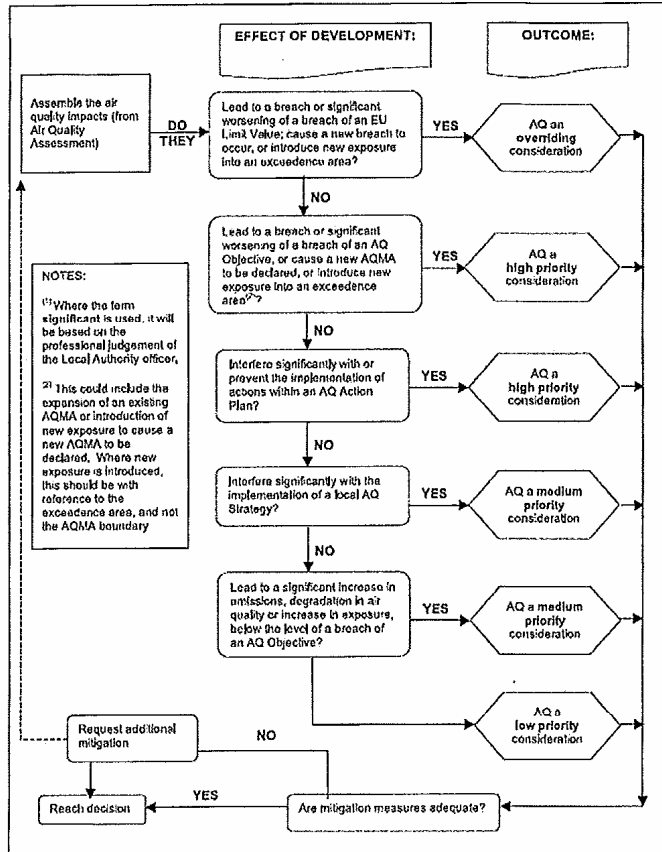 EFFECT OF DEVELOPMENT:
OUTCOME:
Assemble the air
quality impacts (from
Air Quality
Assessment)
DO
THEY
Lead to a breach or significant
worsening of a breach of an EU
Limit Value; cause a new breach to
occur, or introduce new exposure
into an exceedence area?
YES
AQ an
overriding
consideration
NO
Lead to a breach or significant
worsening of a breach of an AQ
Objective, or cause a new AQMA
to be declared, or introduce new
exposure into an exceedence
area(2)?
YES
AQ a
high priority
consideration
NOTES:
(1) Where the term
significant is used, it will
be based on the
professional judgement of
the Local Authority officer.
(2) This could include the
expansion of an existing
AQMA or introduction of
new exposure to cause a
new AQMA to be
declared. Where new
exposure is introduced,
this should be with
reference to the
exceedence area, and not
the AQMA boundary
NO
Interfere significantly with or
prevent the implementation of
actions within an AQ Action
Plan?
YES
AQ a
high priority
consideration
NO
Interfere significantly with the
implementation of a local AQ
Strategy?
YES
AQ a medium
priority
consideration
NO
Lead to a significant increase in
emissions, degradation in air
quality or increase in exposure,
below the level of a breach of
an AQ Objective?
YES
AQ a medium
priority
consideration
AQ a
low priority
consideration
Request additional
mitigation
NO
Reach decision
YES
Are mitigation measures adequate?